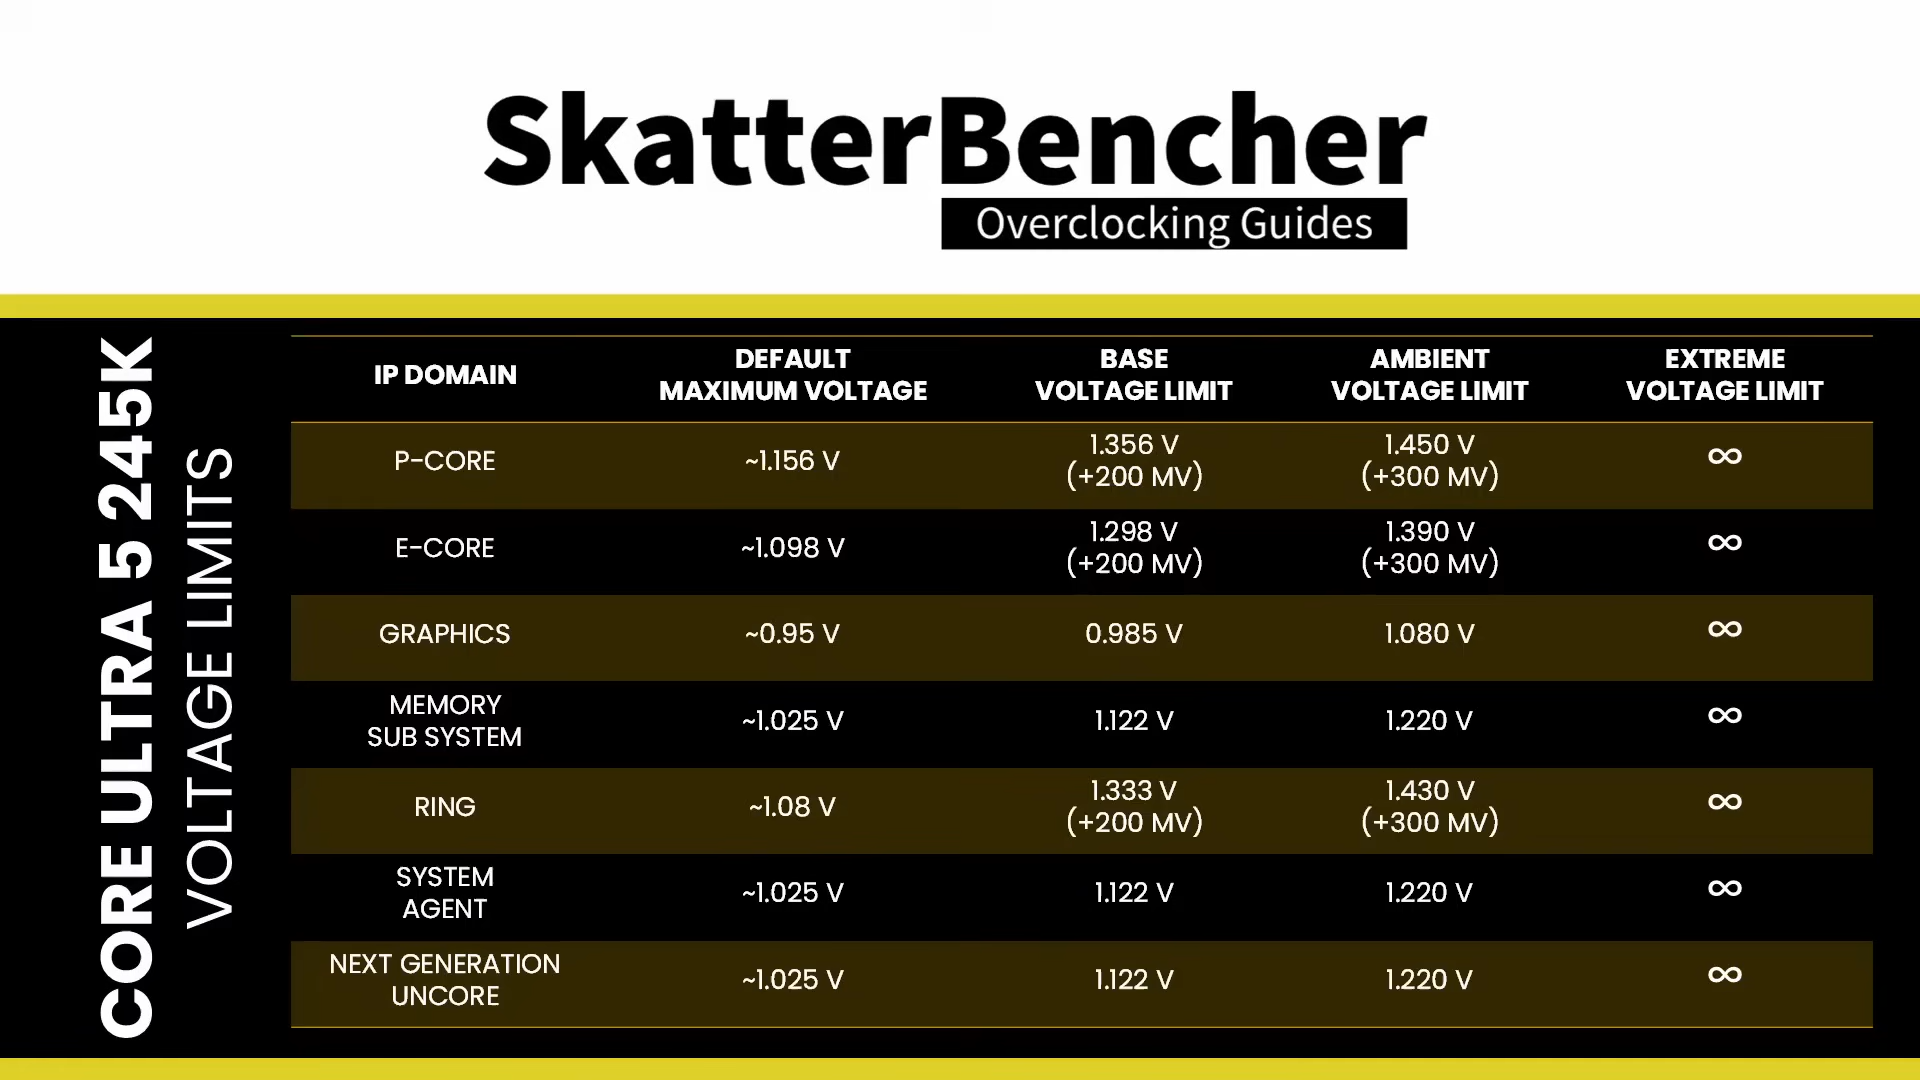 SkatterBencher
Overclocking Guides
CORE ULTRA 5 245K
VOLTAGE LIMITS
IP DOMAIN
DEFAULT
MAXIMUM VOLTAGE
BASE
VOLTAGE LIMIT
AMBIENT
VOLTAGE LIMIT
EXTREME
VOLTAGE LIMIT
P-CORE
~1.156 V
1.356 V
(+200 MV)
1.450 V
(+300 MV)
∞
E-CORE
~1.098 V
1.298 V
(+200 MV)
1.390 V
(+300 MV)
∞
GRAPHICS
~0.95 V
0.985 V
1.080 V
∞
MEMORY
SUB SYSTEM
~1.025 V
1.122 V
1.220 V
∞
RING
~1.08 V
1.333 V
(+200 MV)
1.430 V
(+300 MV)
∞
SYSTEM
AGENT
~1.025 V
1.122 V
1.220 V
∞
NEXT GENERATION
UNCORE
~1.025 V
1.122 V
1.220 V
∞